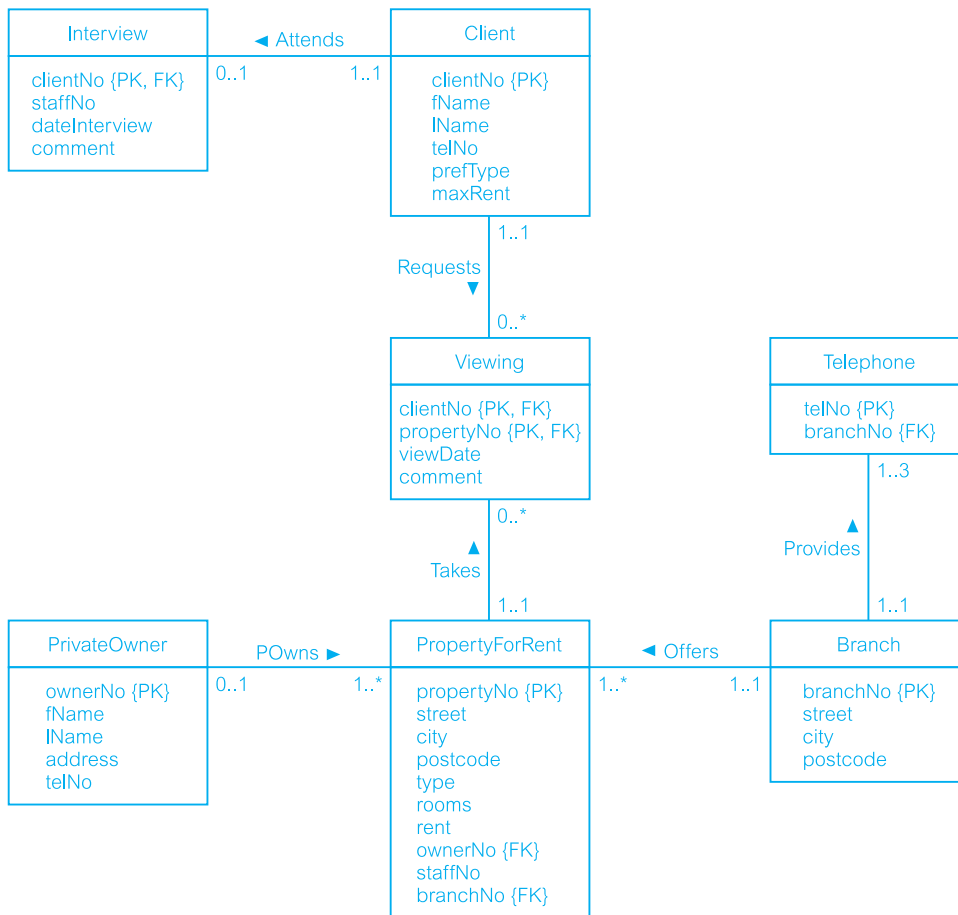 Interview
clientNo {PK, FK}
staffNo
dateInterview
comment
◄ Attends
0..1
1..1
Client
clientNo {PK}
fName
lName
telNo
prefType
maxRent
1..1
Requests
▼
0..*
Viewing
clientNo {PK, FK}
propertyNo {PK, FK}
viewDate
comment
0..*
▲
Takes
1..1
Telephone
telNo {PK}
branchNo {FK}
1..3
▲
Provides
1..1
PrivateOwner
ownerNo {PK}
fName
lName
address
telNo
POwns ►
0..1
1..*
PropertyForRent
propertyNo {PK}
street
city
postcode
type
rooms
rent
ownerNo {FK}
staffNo
branchNo {FK}
◄ Offers
1..*
1..1
Branch
branchNo {PK}
street
city
postcode